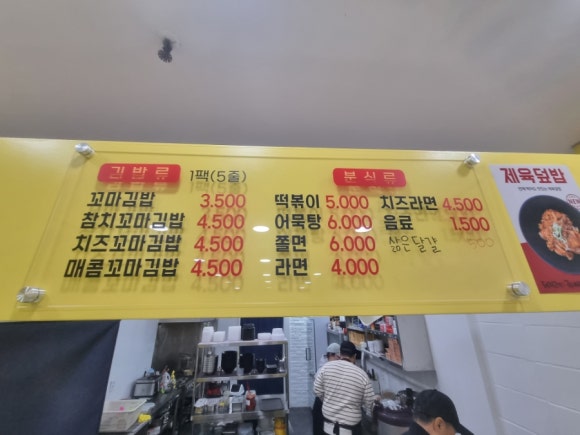 김밥류 1팩(5줄)
꼬마김밥 3.500
참치꼬마김밥 4.500
치즈꼬마김밥 4.500
매콤꼬마김밥 4.500
분식류
떡볶이 5.000
어묵탕 6.000
쫄면 6.000
라면 4.000
치즈라면 4.500
음료 1.500
삶은달걀
제육덮밥
NEW